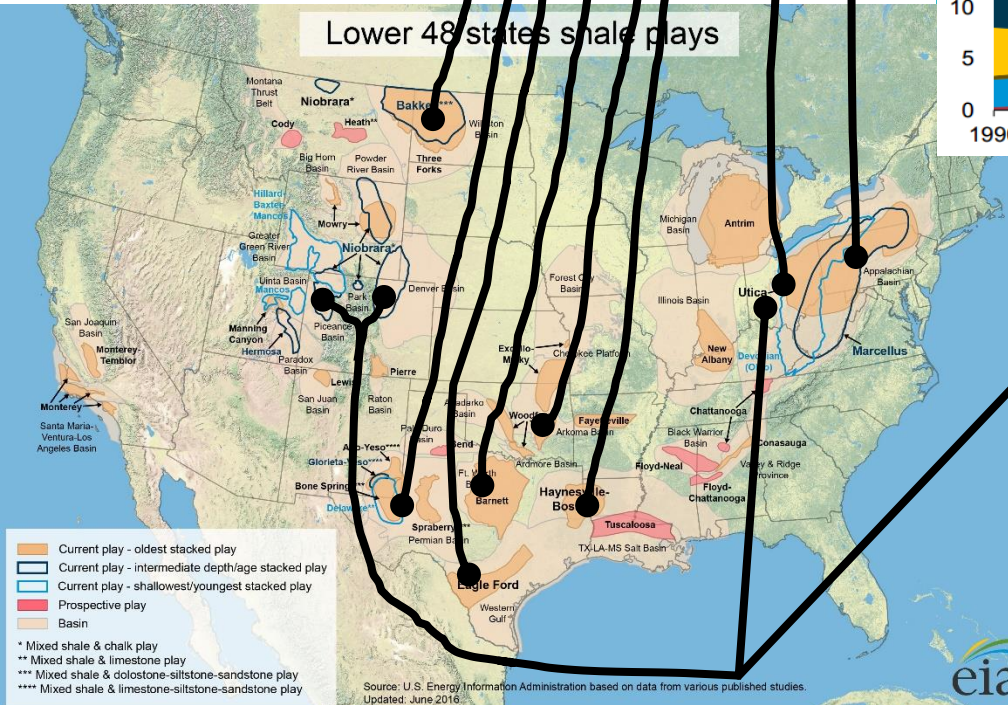 10
5
0
1990
Lower 48 states shale plays
Montana
Thrust
Belt
Niobrara*
Cody
Heath**
Bakken***
Williston
Basin
Big Horn
Basin
Powder
River Basin
Three
Forks
Hillard-
Baxter-
Mancos
Mowry
Greater
Green River
Basin
Niobrara*
Michigan
Basin
Antrim
Uinta Basin
Mancos
Park
Basin
Denver Basin
Forest City
Basin
Illinois Basin
Utica
Appalachian
Basin
Manning
Canyon
Hermosa
Piceance
Basin
Paradox
Basin
San Joaquin
Basin
Monterey-
Temblor
Excello-
Mulky
Cherokee Platform
New
Albany
Devonian
(Ohio)
Marcellus
Lewis
Pierre
San Juan
Basin
Raton
Basin
Anadarko
Basin
Monterey
Santa Maria-
Ventura-Los
Angeles Basin
Palo Duro
Basin
Woodford
Arkoma Basin
Fayetteville
Chattanooga
Black Warrior
Basin
Conasauga
Valley & Ridge
Province
Abo-Yeso****
Glorieta-Yeso****
Bend
Ardmore Basin
Floyd-Neal
Floyd-
Chattanooga
Bone Spring***
Delaware**
Ft. Worth
Barnett
Haynesville-
Bossier
Spraberry***
Permian Basin
Tuscaloosa
TX-LA-MS Salt Basin
Eagle Ford
Western
Gulf
Current play - oldest stacked play
Current play - intermediate depth/age stacked play
Current play - shallowest/youngest stacked play
Prospective play
Basin
* Mixed shale & chalk play
** Mixed shale & limestone play
*** Mixed shale & dolostone-siltstone-sandstone play
**** Mixed shale & limestone-siltstone-sandstone play
Source: U.S. Energy Information Administration based on data from various published studies.
Updated: June 2016
eia